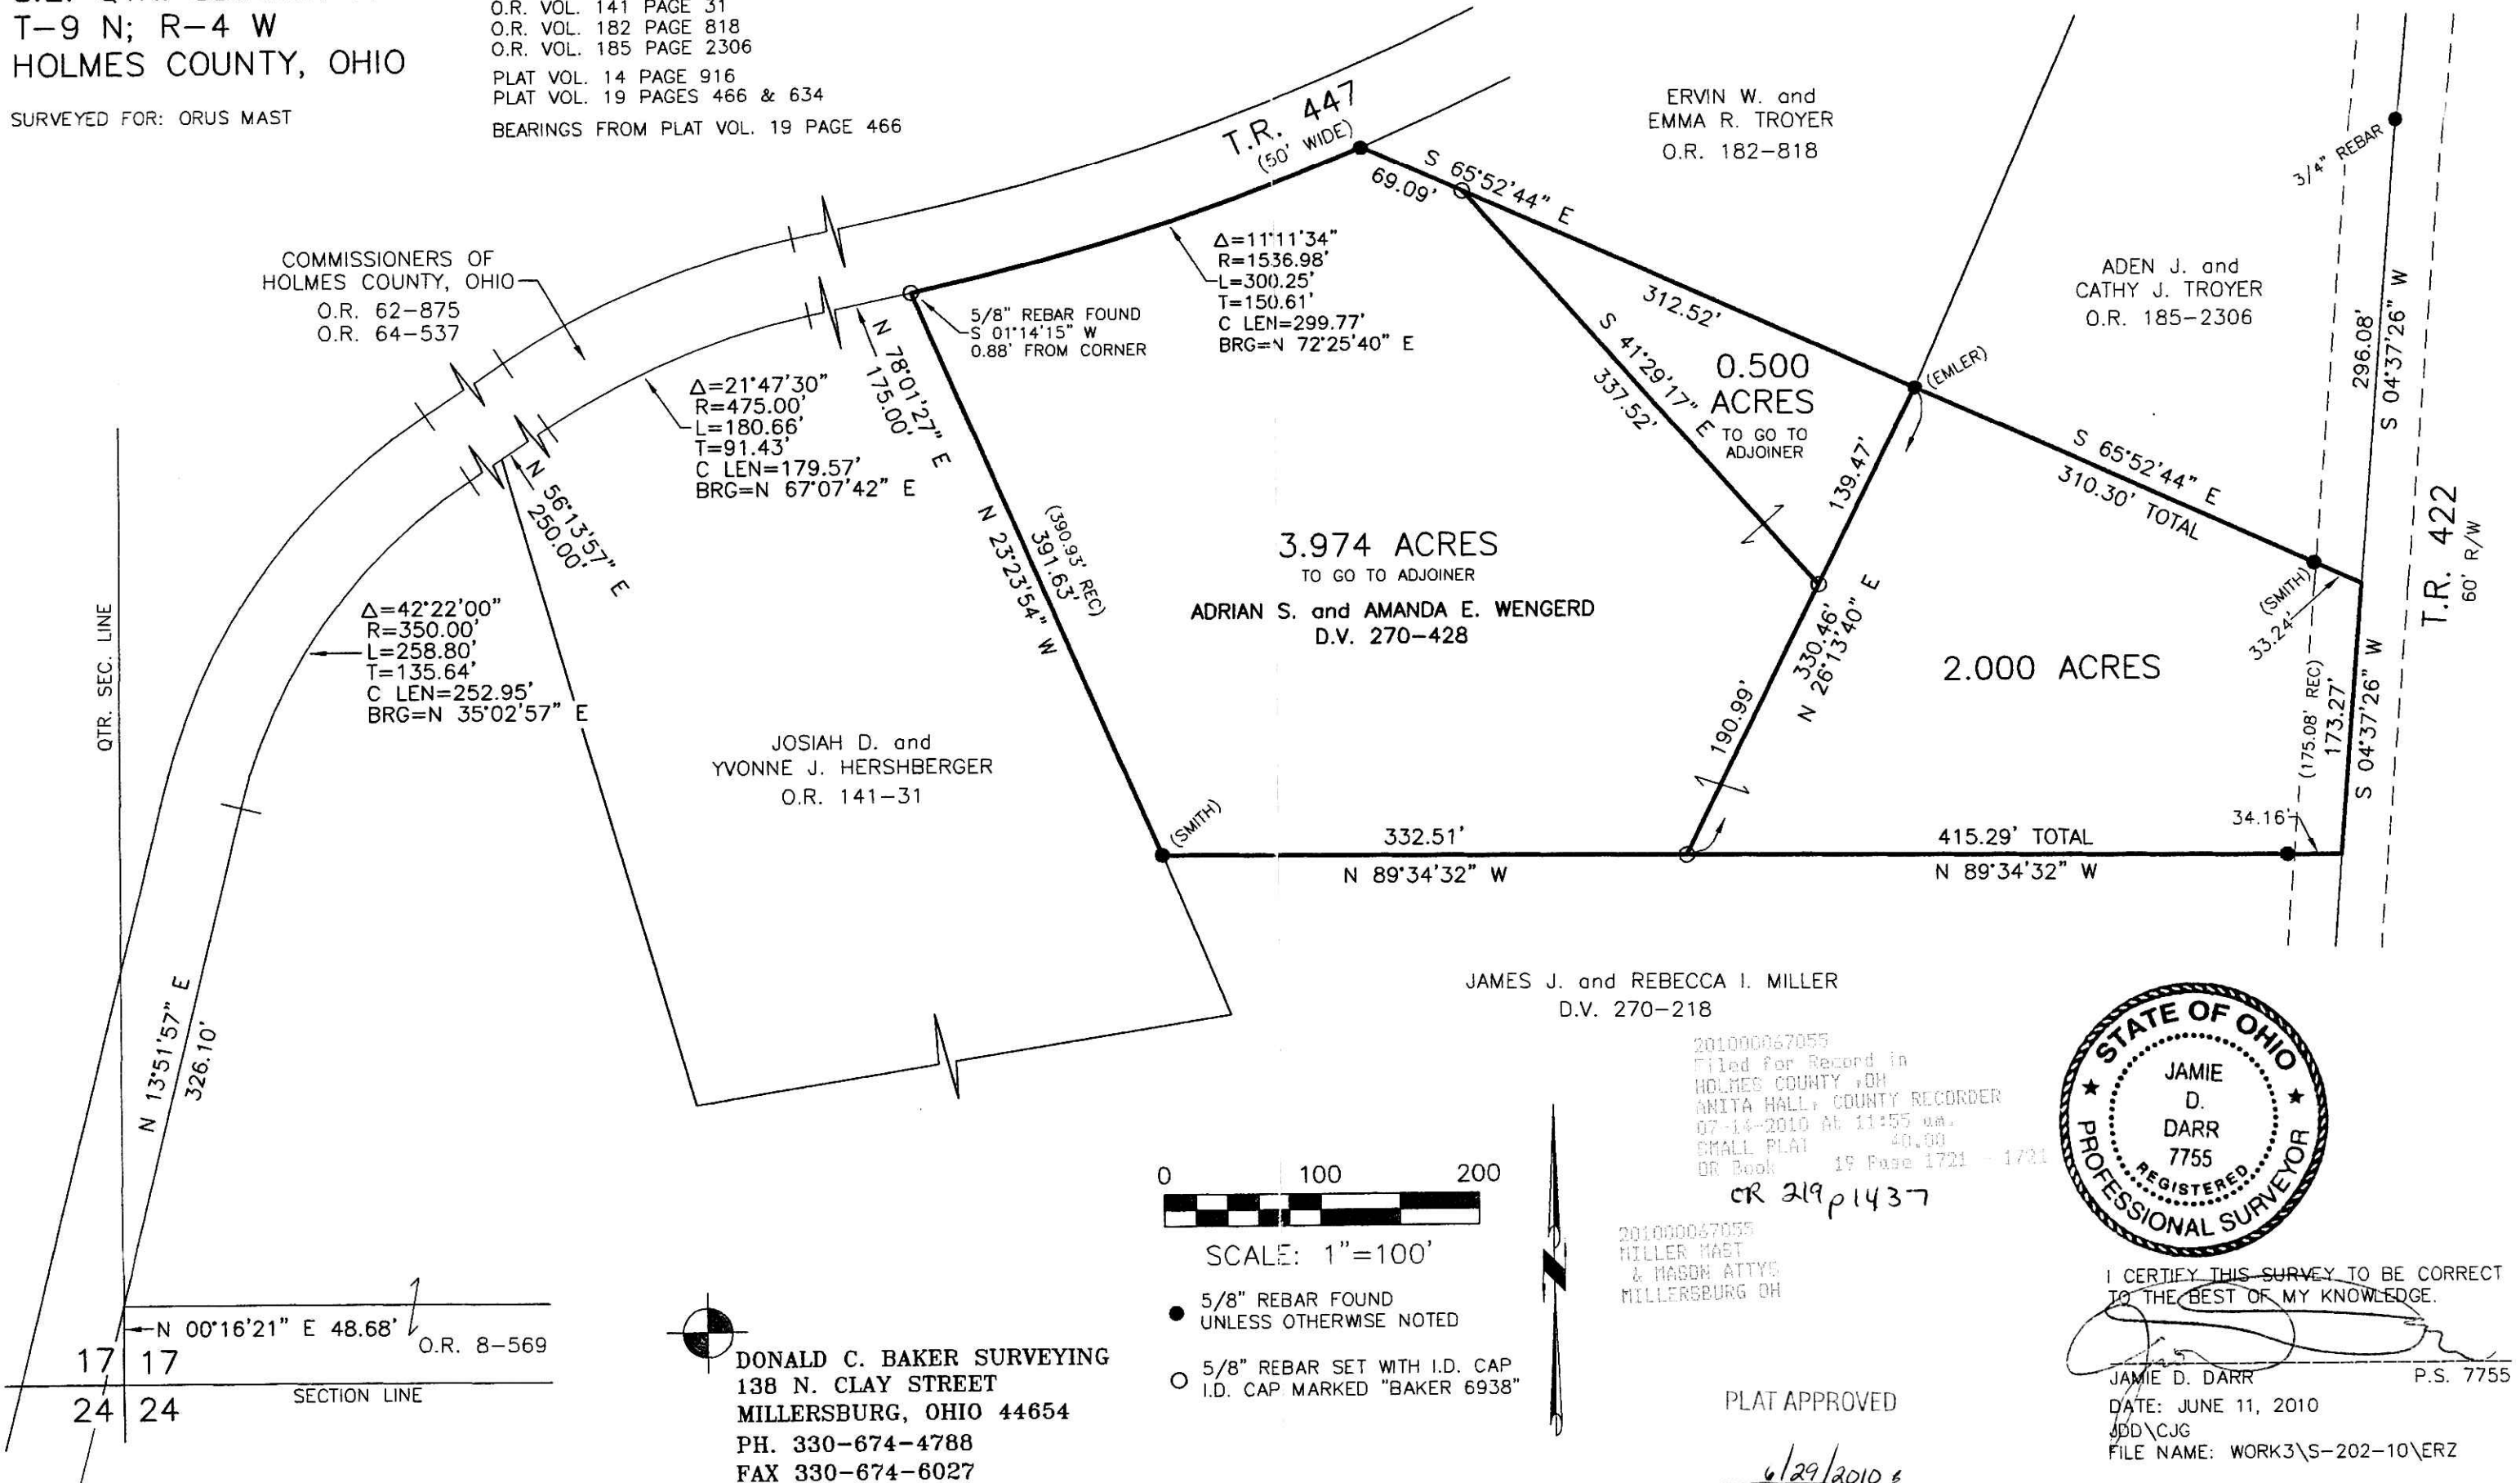 T-9 N; R-4 W
HOLMES COUNTY, OHIO
SURVEYED FOR: ORUS MAST
O.R. VOL. 141 PAGE 31
O.R. VOL. 182 PAGE 818
O.R. VOL. 185 PAGE 2306
PLAT VOL. 14 PAGE 916
PLAT VOL. 19 PAGES 466 & 634
BEARINGS FROM PLAT VOL. 19 PAGE 466
T.R. 447
(50' WIDE)
ERVIN W. and
EMMA R. TROYER
O.R. 182-818
3/4" REBAR
S 65°52'44" E
69.09'
312.52'
COMMISSIONERS OF
HOLMES COUNTY, OHIO
O.R. 62-875
O.R. 64-537
5/8" REBAR FOUND
S 01°14'15" W
0.88' FROM CORNER
Δ=11°11'34"
R=1536.98'
L=300.25'
T=150.61'
C LEN=299.77'
BRG=N 72°25'40" E
ADEN J. and
CATHY J. TROYER
O.R. 185-2306
296.08'
S 04°37'26" W
S 41°29'17" E
337.52'
0.500
ACRES
TO GO TO
ADJOINER
(EMLER)
139.47'
S 65°52'44" E
310.30' TOTAL
T.R. 422
60' R/W
Δ=21°47'30"
R=475.00'
L=180.66'
T=91.43'
C LEN=179.57'
BRG=N 67°07'42" E
N 78°01'27" E
175.00'
N 56°13'57" E
250.00'
(390.93' REC)
391.63'
N 23°23'54" W
3.974 ACRES
TO GO TO ADJOINER
ADRIAN S. and AMANDA E. WENGERD
D.V. 270-428
(SMITH)
33.24'
Δ=42°22'00"
R=350.00'
L=258.80'
T=135.64'
C LEN=252.95'
BRG=N 35°02'57" E
QTR. SEC. LINE
330.46'
N 26°13'40" E
190.99'
2.000 ACRES
(175.08' REC)
173.27'
S 04°37'26" W
JOSIAH D. and
YVONNE J. HERSHBERGER
O.R. 141-31
(SMITH)
332.51'
N 89°34'32" W
415.29' TOTAL
N 89°34'32" W
34.16'
JAMES J. and REBECCA I. MILLER
D.V. 270-218
N 13°51'57" E
326.10'
201000067055
Filed for Record in
HOLMES COUNTY, OH
ANITA HALL, COUNTY RECORDER
07-14-2010 At 11:55 am.
SMALL PLAT 40.00
OR Book 19 Page 1721 - 1721
OR 219 p 1437
201000067055
MILLER MAST
& MASON ATTYS
MILLERSBURG OH
STATE OF OHIO
JAMIE
D.
DARR
7755
REGISTERED
PROFESSIONAL SURVEYOR
0 100 200
SCALE: 1"=100'
5/8" REBAR FOUND
UNLESS OTHERWISE NOTED
5/8" REBAR SET WITH I.D. CAP
I.D. CAP MARKED "BAKER 6938"
I CERTIFY THIS SURVEY TO BE CORRECT
TO THE BEST OF MY KNOWLEDGE.
JAMIE D. DARR P.S. 7755
DATE: JUNE 11, 2010
JDD\CJG
FILE NAME: WORK3\S-202-10\ERZ
N 00°16'21" E 48.68'
O.R. 8-569
17 17
SECTION LINE
24 24
DONALD C. BAKER SURVEYING
138 N. CLAY STREET
MILLERSBURG, OHIO 44654
PH. 330-674-4788
FAX 330-674-6027
PLAT APPROVED
6/29/2010